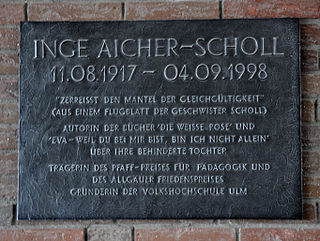 INGE AICHER-SCHOLL
11.08.1917 - 04.09.1998
"ZERREISST DEN MANTEL DER GLEICHGÜLTIGKEIT"
(AUS EINEM FLUGBLATT DER GESCHWISTER SCHOLL)
AUTORIN DER BÜCHER "DIE WEISSE ROSE" UND
"EVA-WEIL DU BEI MIR BIST, BIN ICH NICHT ALLEIN"
ÜBER IHRE BEHINDERTE TOCHTER
TRÄGERIN DES PFAFF-PREISES FÜR PÄDAGOGIK UND
DES ALLGÄUER FRIEDENSPREISES
GRÜNDERIN DER VOLKSHOCHSCHULE ULM